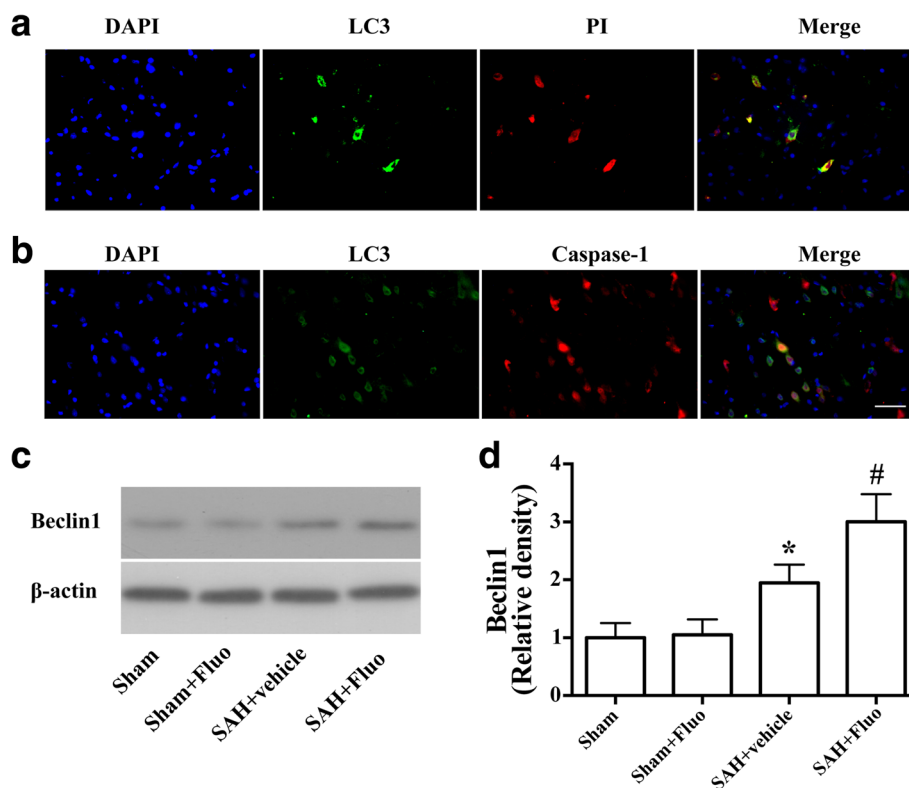 a
DAPI LC3 PI Merge
b
DAPI LC3 Caspase-1 Merge
c
Beclin1
β-actin
Sham
Sham+Fluo
SAH+vehicle
SAH+Fluo
d
Beclin1
(Relative density)
4
3
2
1
0
*
#
Sham
Sham+Fluo
SAH+vehicle
SAH+Fluo